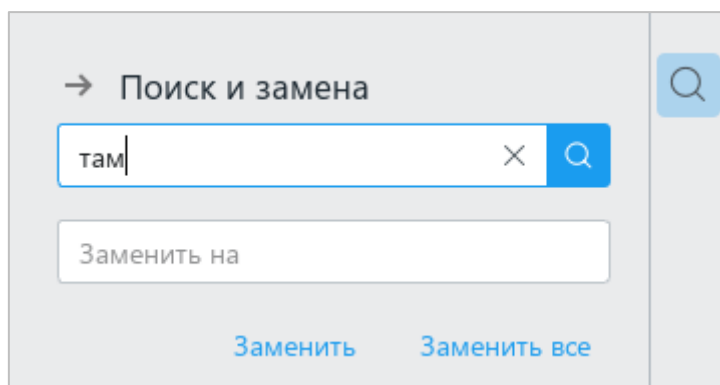 Поиск и замена
там
Заменить на
Заменить Заменить все